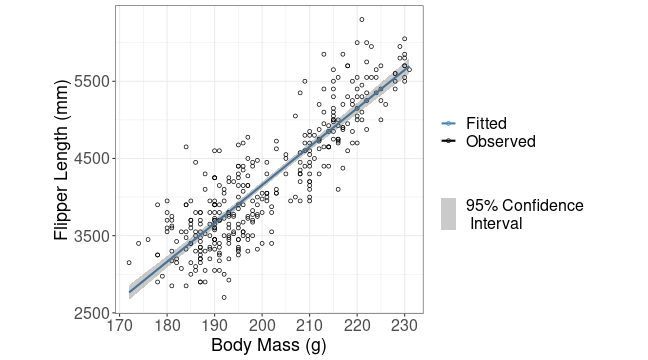 Flipper Length (mm)
5500
4500
3500
2500
170 180 190 200 210 220 230
Body Mass (g)
Fitted
Observed
95% Confidence
Interval